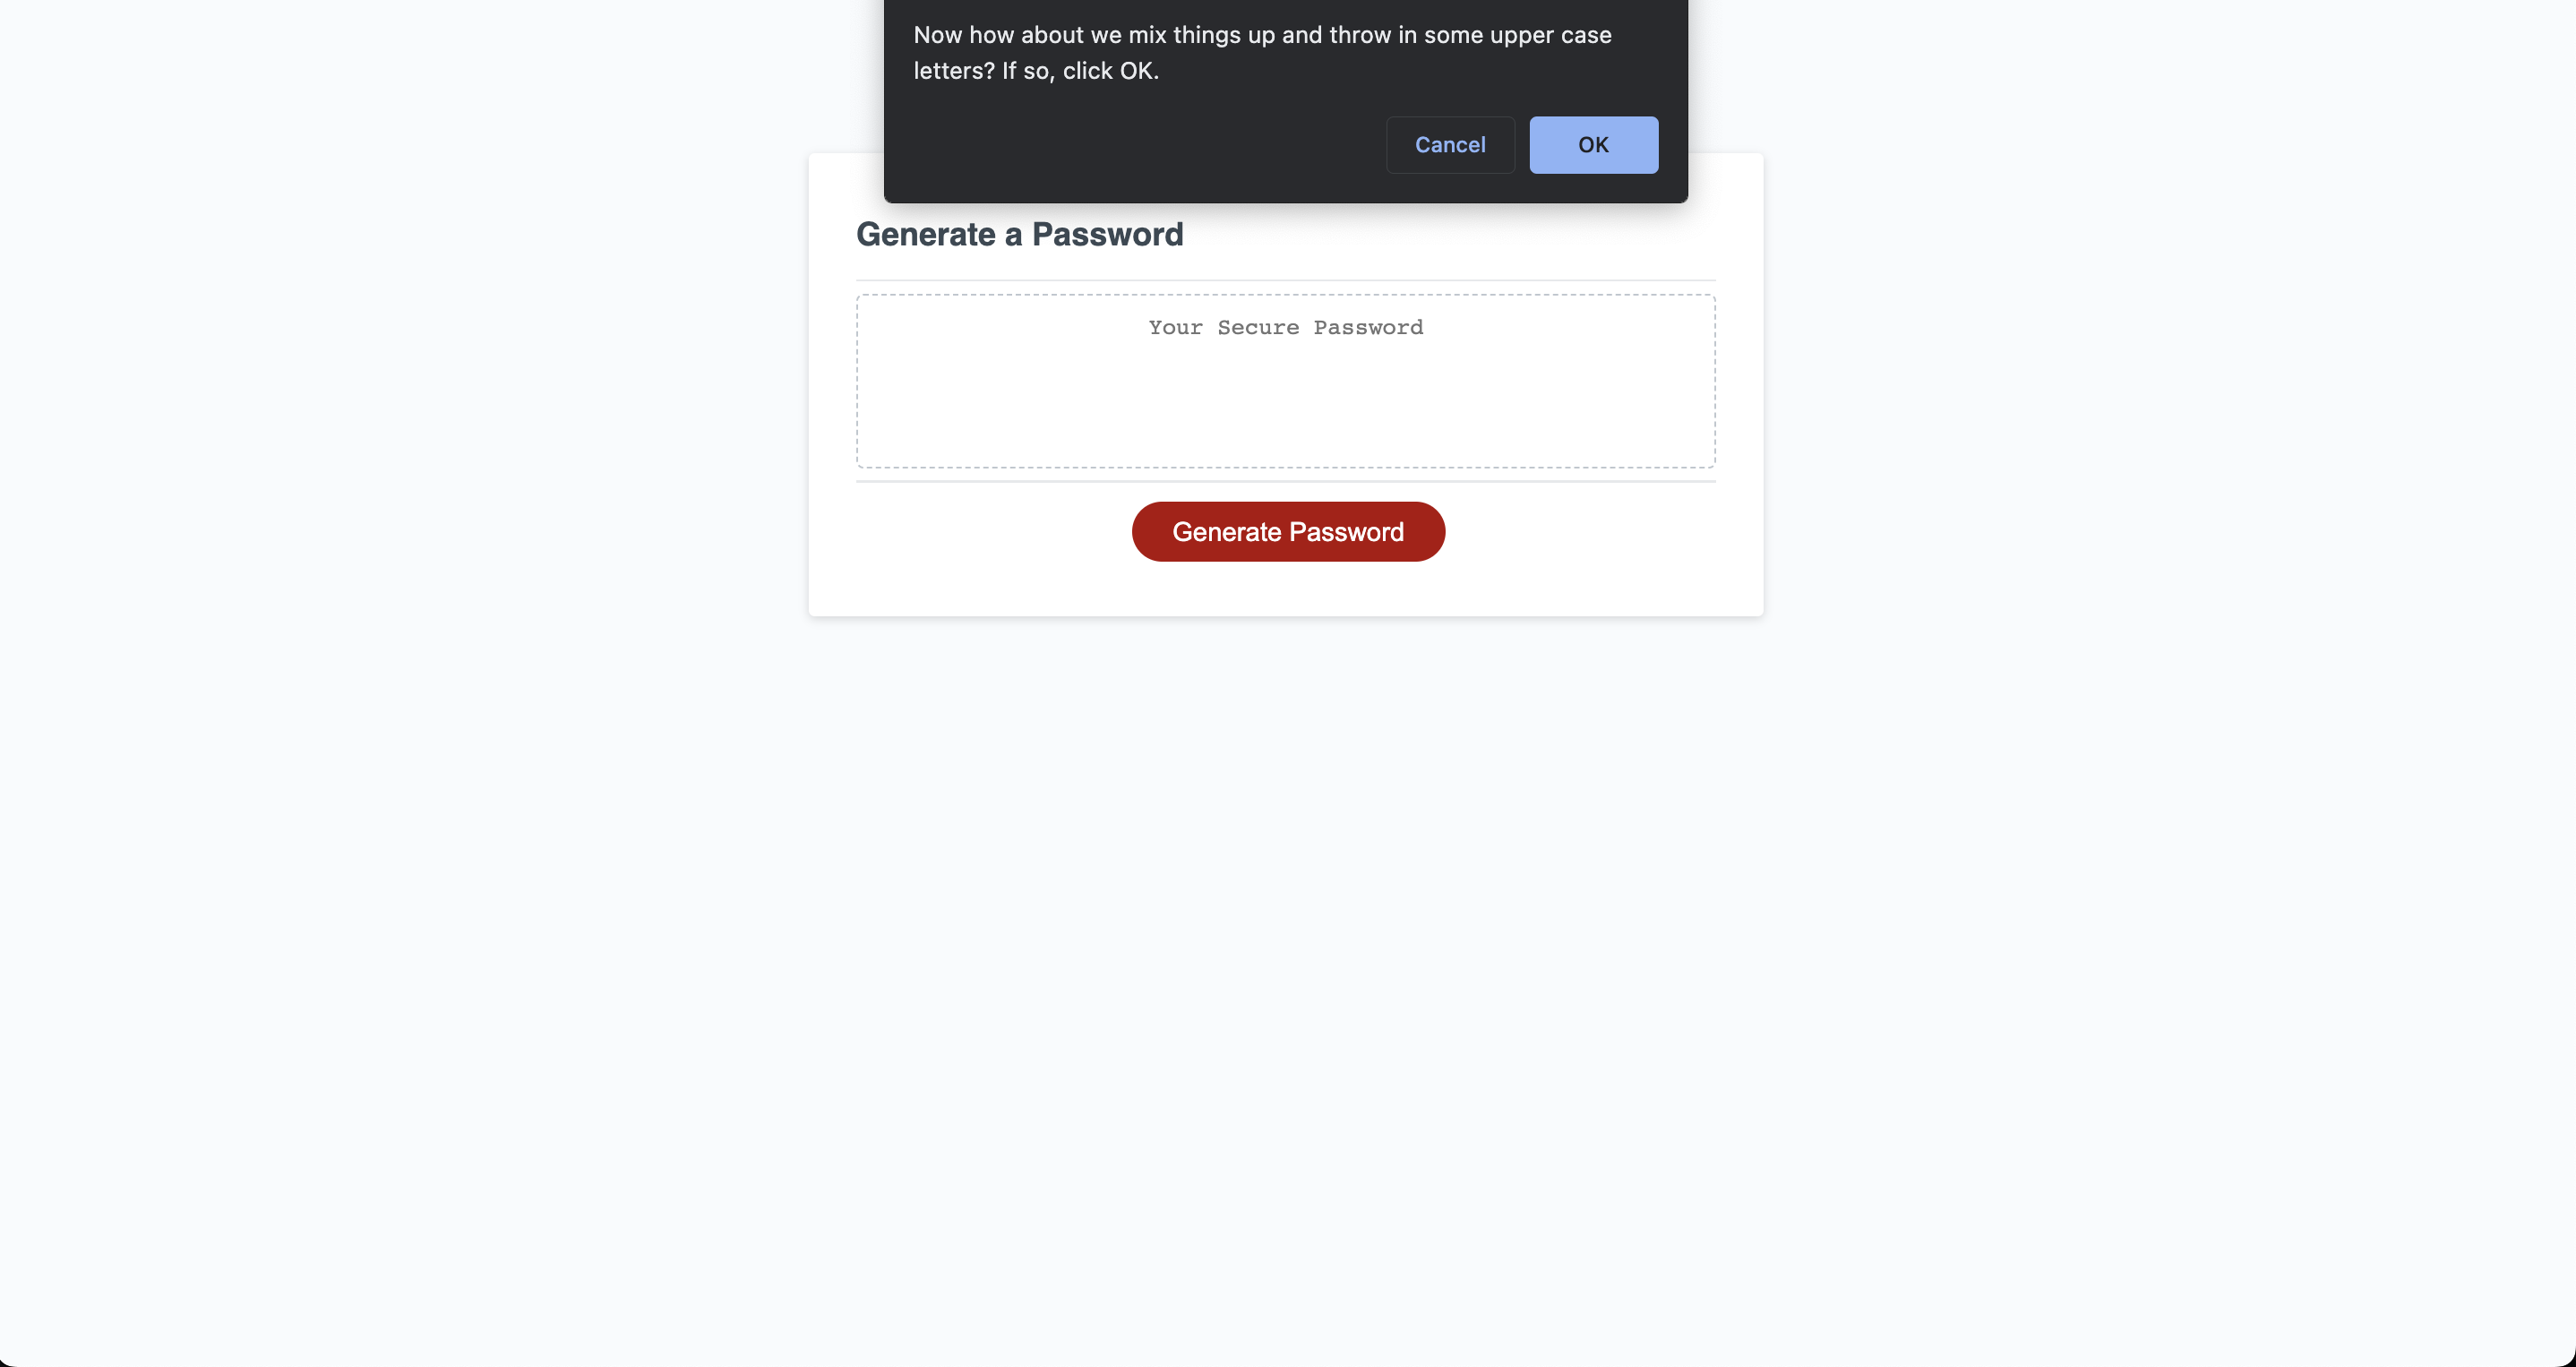 Now how about we mix things up and throw in some upper case
letters? If so, click OK.
Cancel
OK
Generate a Password
Your Secure Password
Generate Password